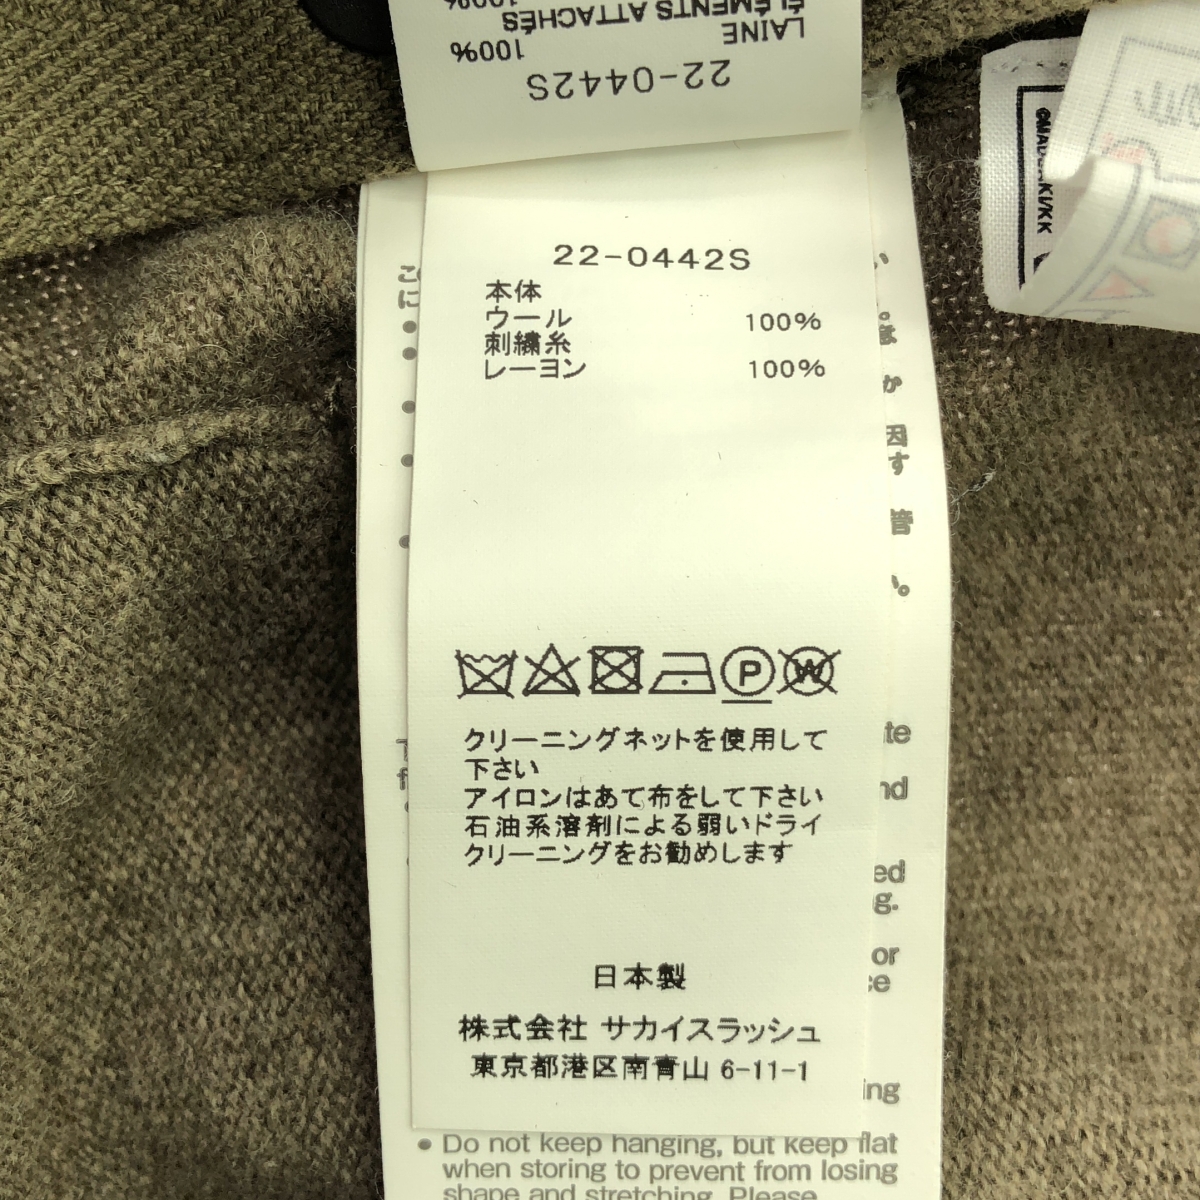 100%
ÉLÉMENTS ATTACHÉS
LAINE 100%
22-0442S
22-0442S
本体
ウール 100%
刺繍糸
レーヨン 100%
P
W
クリーニングネットを使用して
下さい
アイロンはあて布をして下さい
石油系溶剤による弱いドライ
クリーニングをお勧めします
日本製
株式会社 サカイスラッシュ
東京都港区南青山 6-11-1
● Do not keep hanging, but keep flat
when storing to prevent from losing
shape and stretching. Please